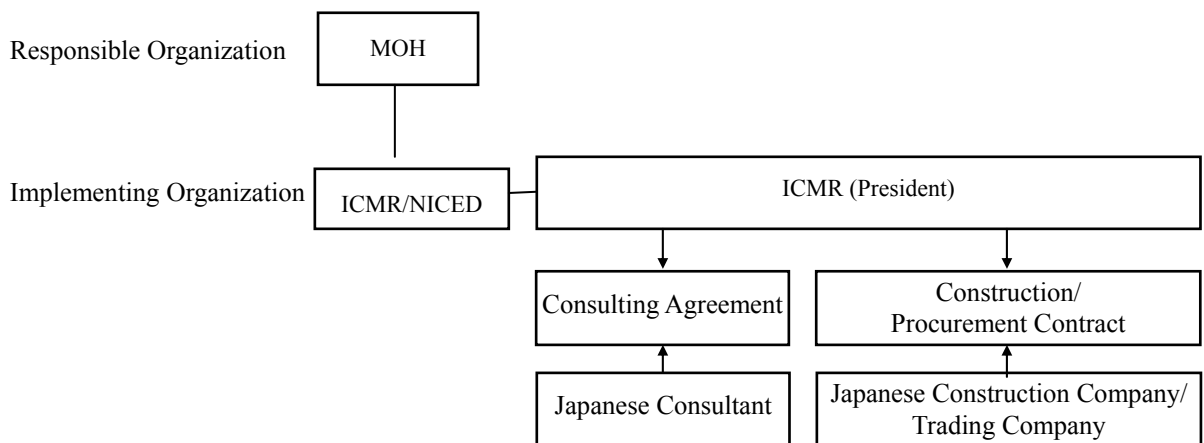 Responsible Organization
MOH
Implementing Organization
ICMR/NICED
ICMR (President)
Consulting Agreement
Construction/
Procurement Contract
Japanese Consultant
Japanese Construction Company/
Trading Company